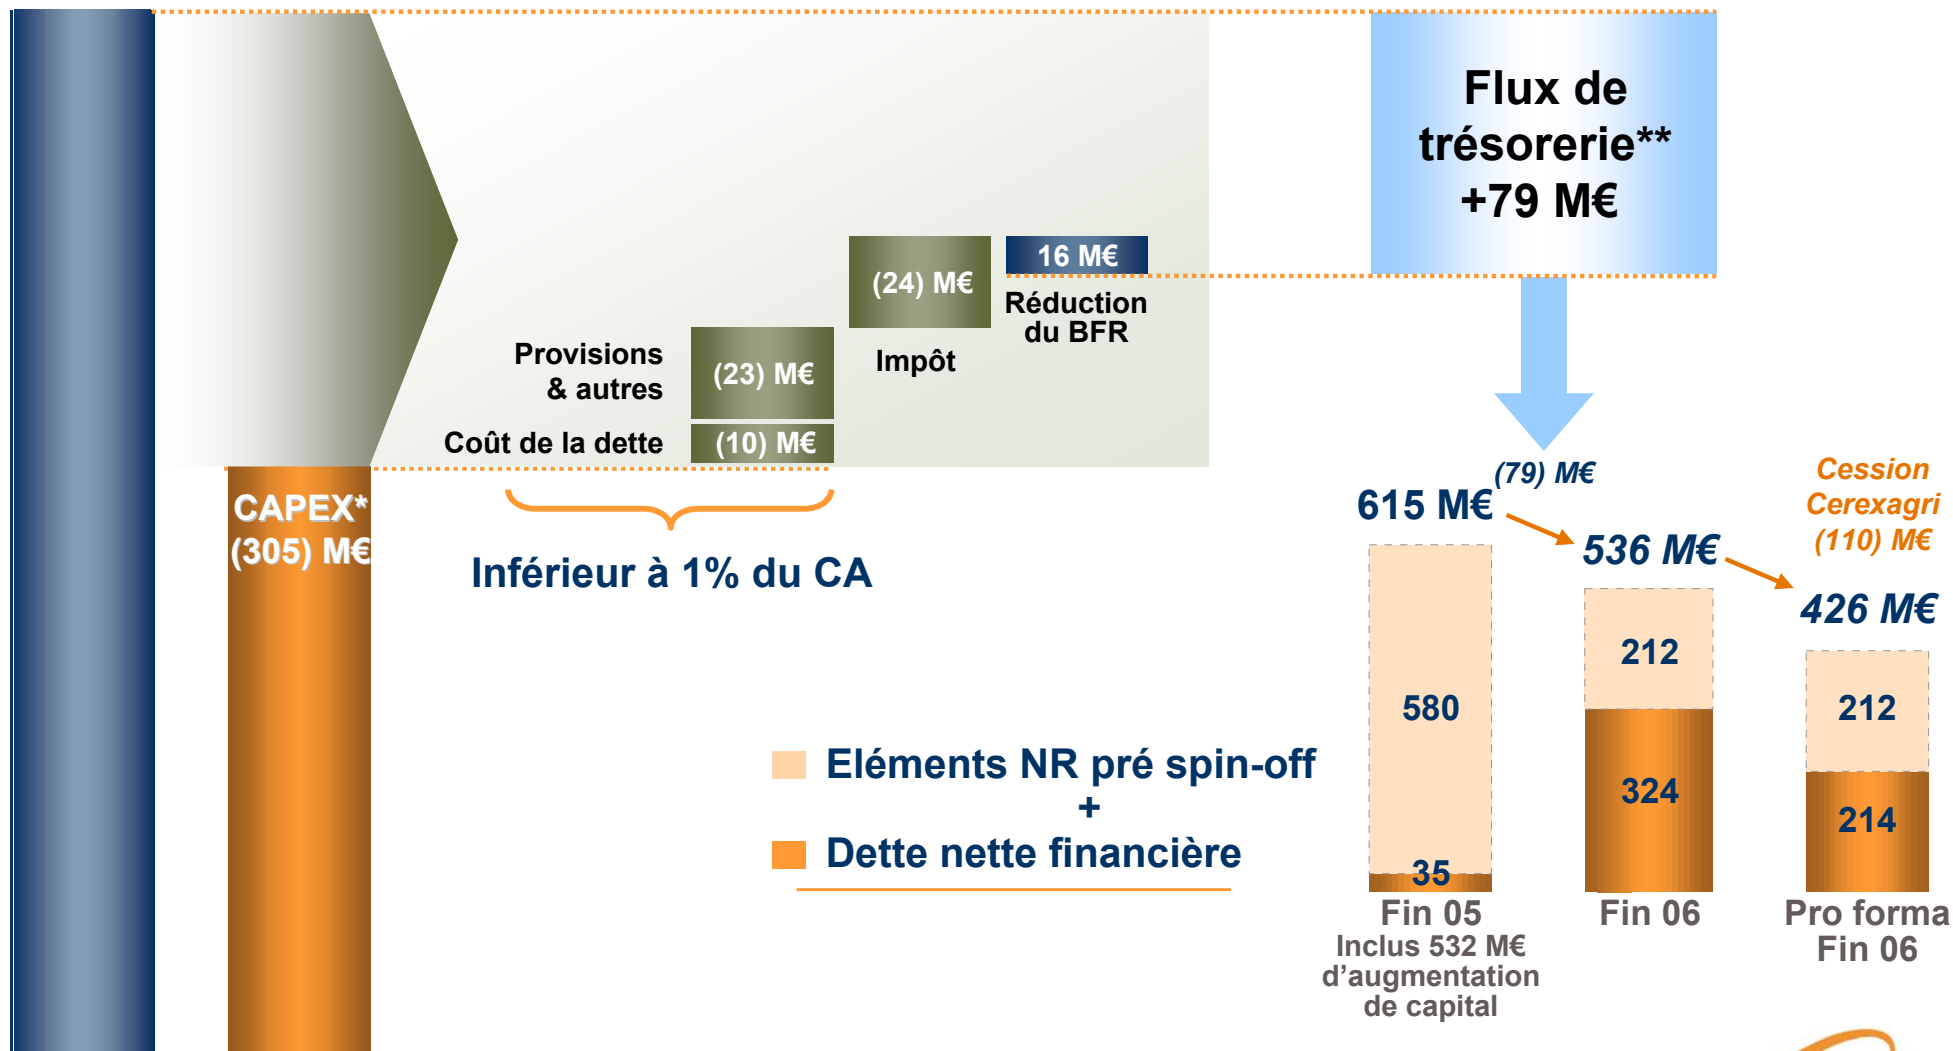 Flux de
trésorerie**
+79 M€
16 M€
(24) M€
Réduction
du BFR
Impôt
Provisions
& autres
(23) M€
Coût de la dette
(10) M€
CAPEX*
(305) M€
Inférieur à 1% du CA
(79) M€
615 M€
536 M€
Cession
Cerexagri
(110) M€
426 M€
580
35
212
324
212
214
Eléments NR pré spin-off
+
Dette nette financière
Fin 05
Inclus 532 M€
d'augmentation
de capital
Fin 06
Pro forma
Fin 06